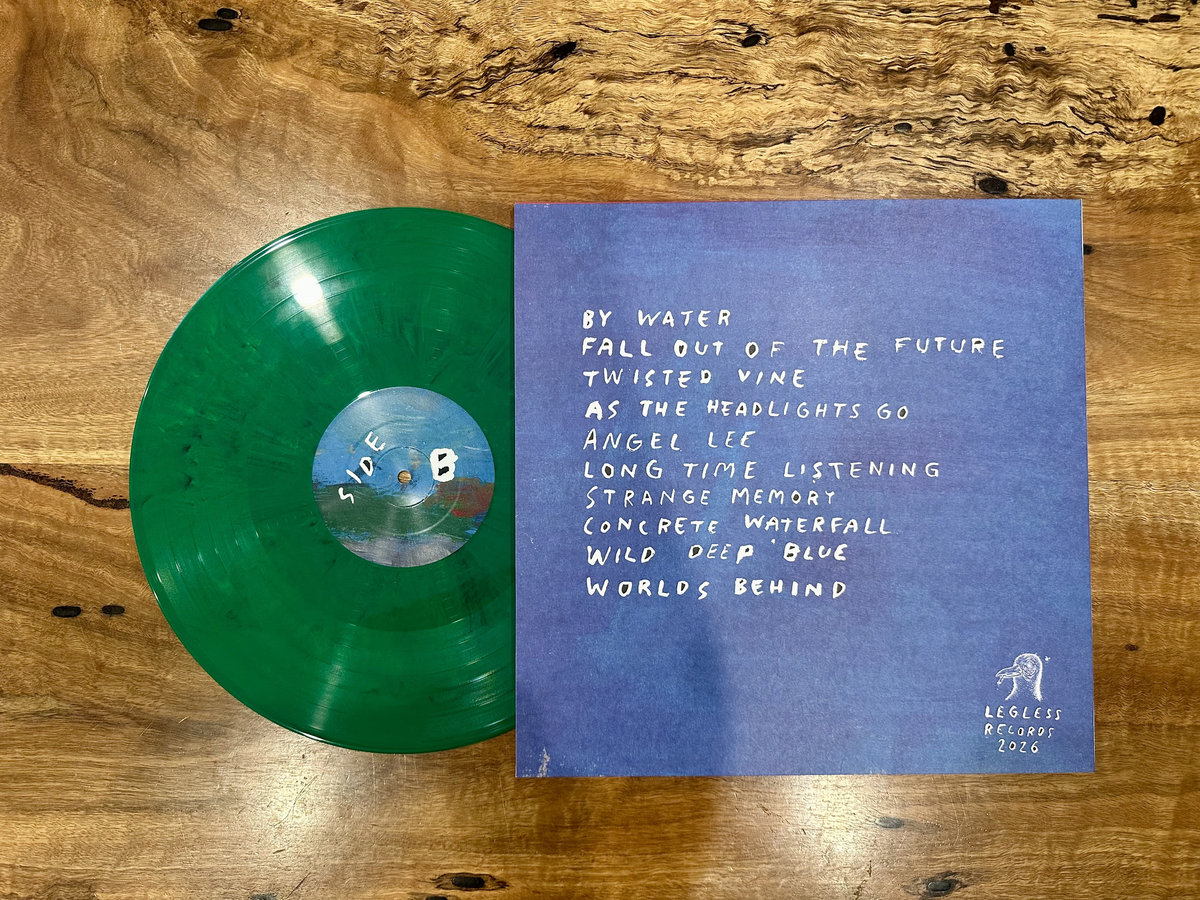 SIDE B
BY WATER
FALL OUT OF THE FUTURE
TWISTED VINE
AS THE HEADLIGHTS GO
ANGEL LEE
LONG TIME LISTENING
STRANGE MEMORY
CONCRETE WATERFALL
WILD DEEP BLUE
WORLDS BEHIND
LEGLESS
RECORDS
2026